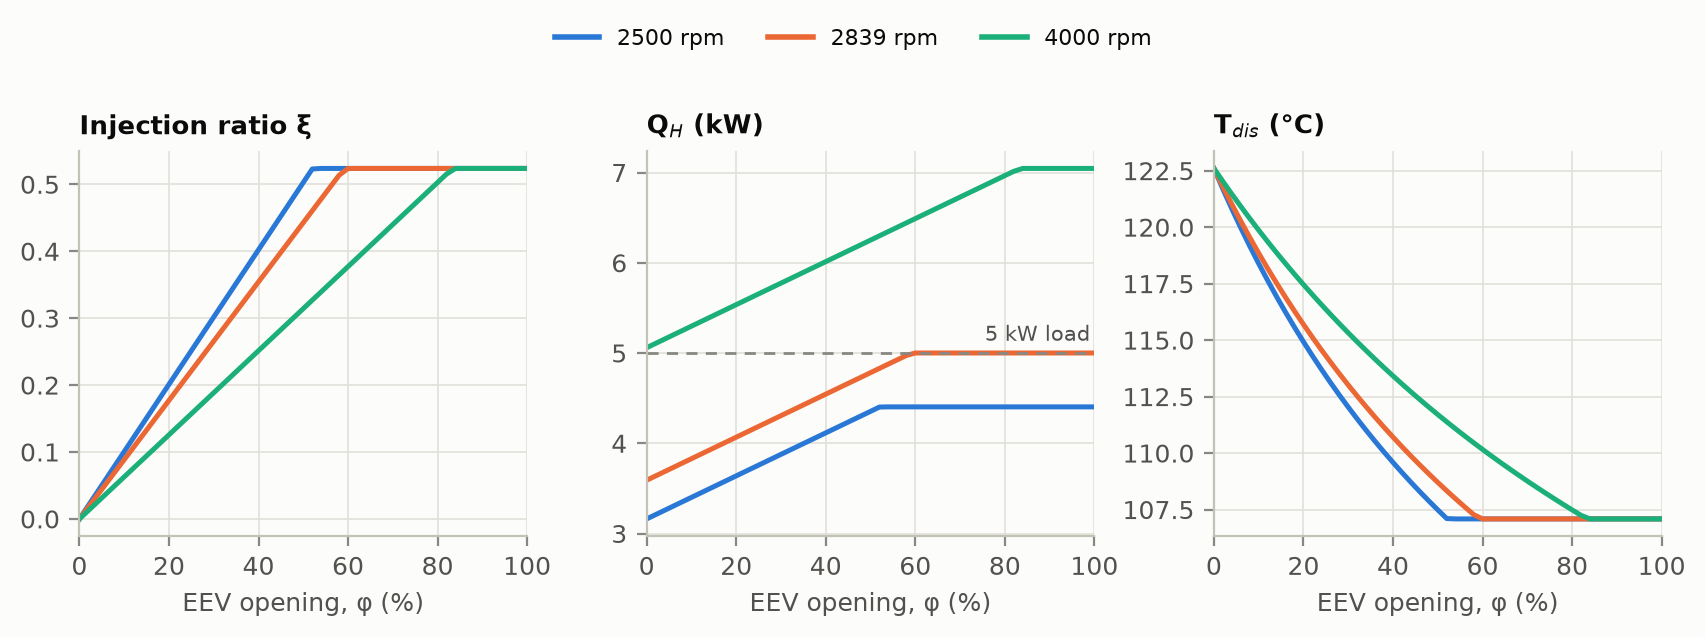 2500 rpm 2839 rpm 4000 rpm
Injection ratio ξ
0.5
0.4
0.3
0.2
0.1
0.0
0 20 40 60 80 100
EEV opening, φ (%)
Q_H (kW)
7
6
5
4
3
5 kW load
0 20 40 60 80 100
EEV opening, φ (%)
T_dis (°C)
122.5
120.0
117.5
115.0
112.5
110.0
107.5
0 20 40 60 80 100
EEV opening, φ (%)